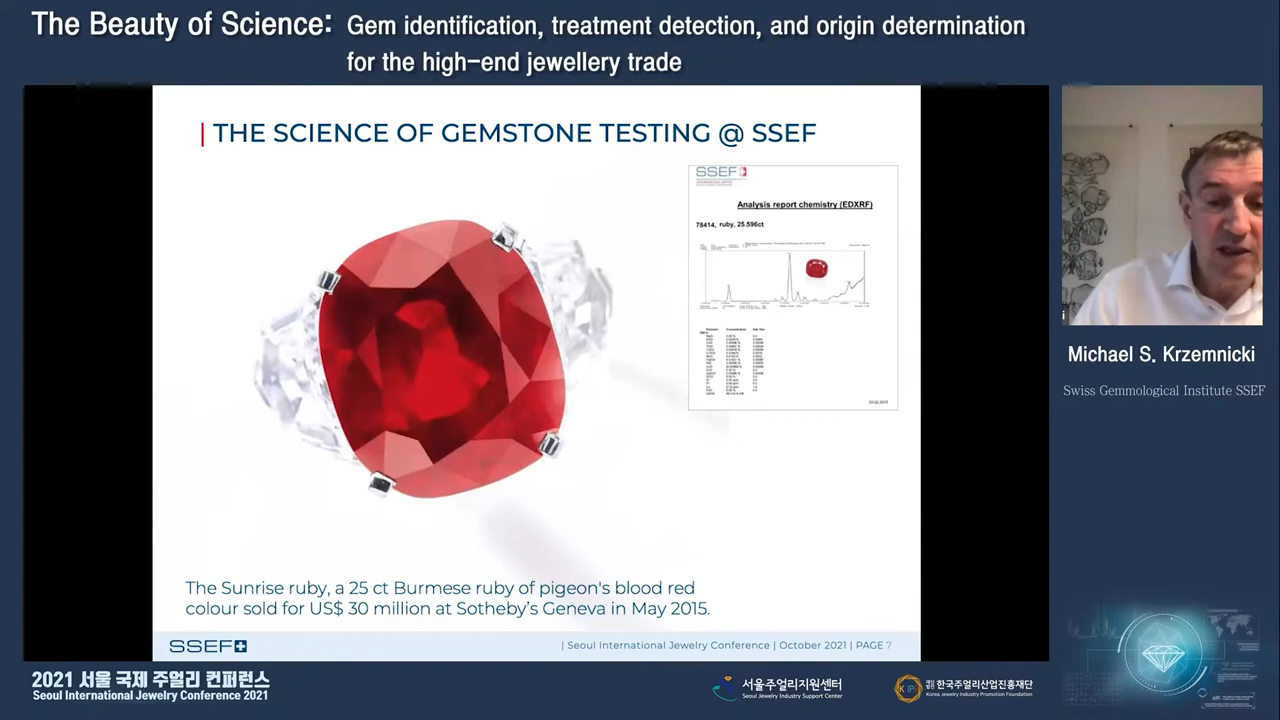 The Beauty of Science: Gem identification, treatment detection, and origin determination
for the high-end jewellery trade
| THE SCIENCE OF GEMSTONE TESTING @ SSEF
SSEF
Analysis report chemistry (EDXRF)
78414, ruby, 25.596ct
The Sunrise ruby, a 25 ct Burmese ruby of pigeon's blood red
colour sold for US$ 30 million at Sotheby's Geneva in May 2015.
SSEF
| Seoul International Jewelry Conference | October 2021 | PAGE 7
Michael S. Krzemnicki
Swiss Gemmological Institute SSEF
2021 서울 국제 주얼리 컨퍼런스
Seoul International Jewelry Conference 2021
서울주얼리지원센터
Seoul Jewelry Industry Support Center
재단법인 한국주얼리산업진흥재단
Korea Jewelry Industry Promotion Foundation